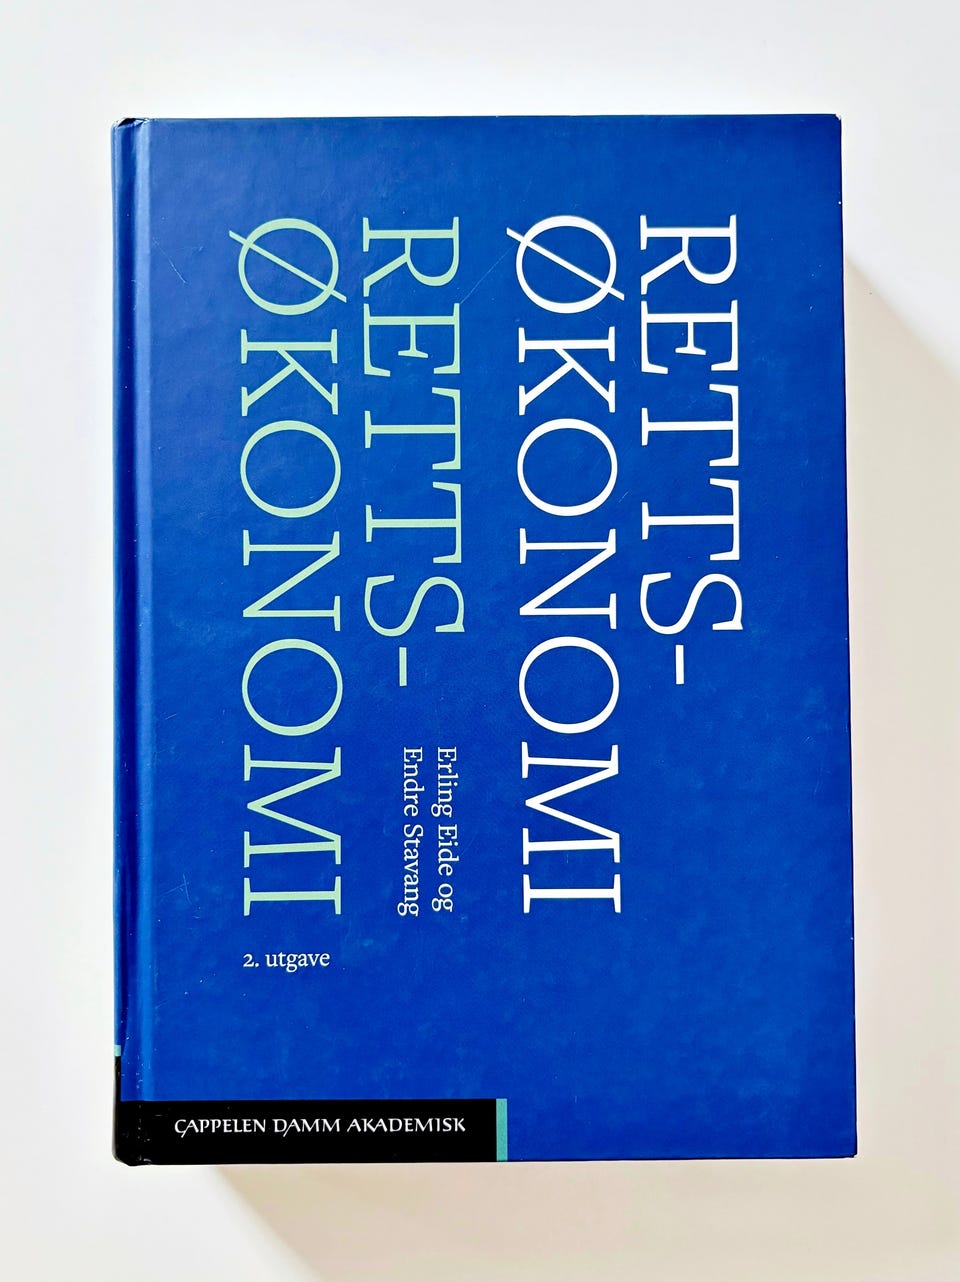 RETTS-
ØKONOMI
RETTS-
ØKONOMI
Erling Eide og
Endre Stavang
2. utgave
CAPPELEN DAMM AKADEMISK